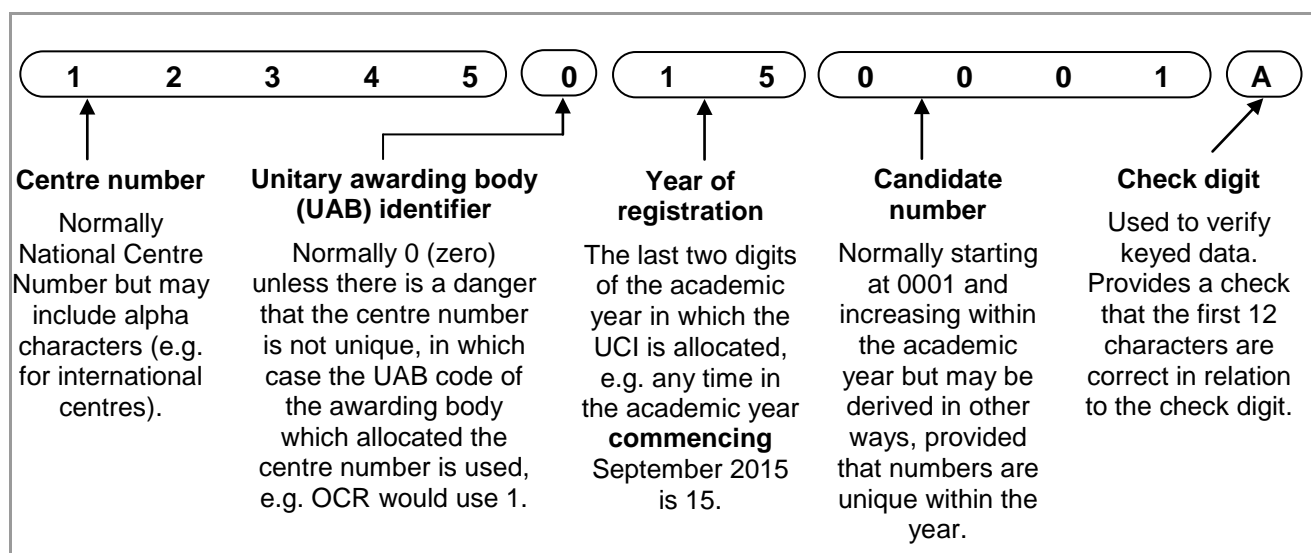 1 2 3 4 5 0 1 5 0 0 0 1 A
Centre number
Normally
National Centre
Number but may
include alpha
characters (e.g.
for international
centres).
Unitary awarding body
(UAB) identifier
Normally 0 (zero)
unless there is a danger
that the centre number
is not unique, in which
case the UAB code of
the awarding body
which allocated the
centre number is used,
e.g. OCR would use 1.
Year of
registration
The last two digits
of the academic
year in which the
UCI is allocated,
e.g. any time in
the academic year
commencing
September 2015
is 15.
Candidate
number
Normally starting
at 0001 and
increasing within
the academic
year but may be
derived in other
ways, provided
that numbers are
unique within the
year.
Check digit
Used to verify
keyed data.
Provides a check
that the first 12
characters are
correct in relation
to the check digit.